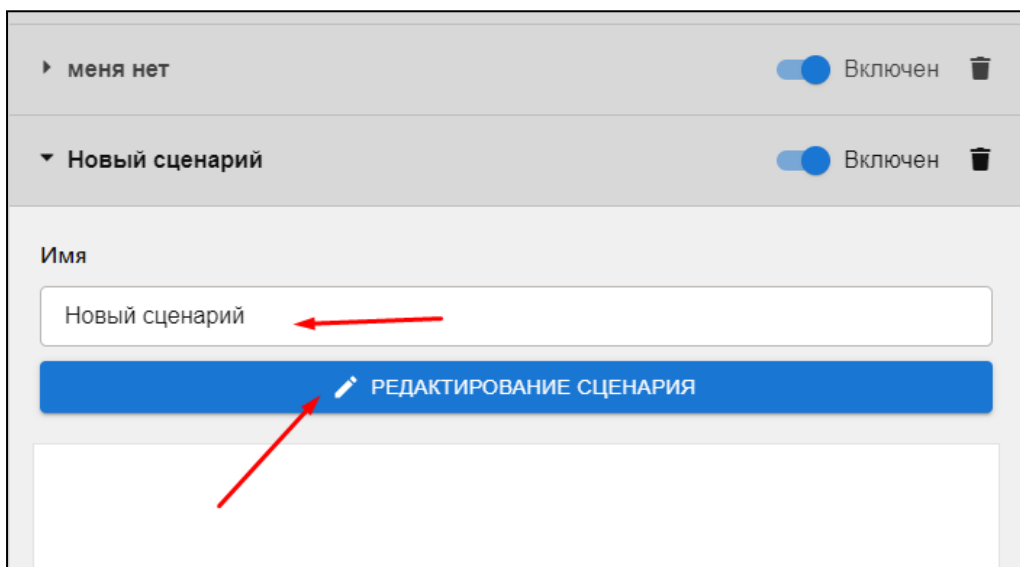 меня нет Включен
Новый сценарий Включен
Имя
Новый сценарий
РЕДАКТИРОВАНИЕ СЦЕНАРИЯ